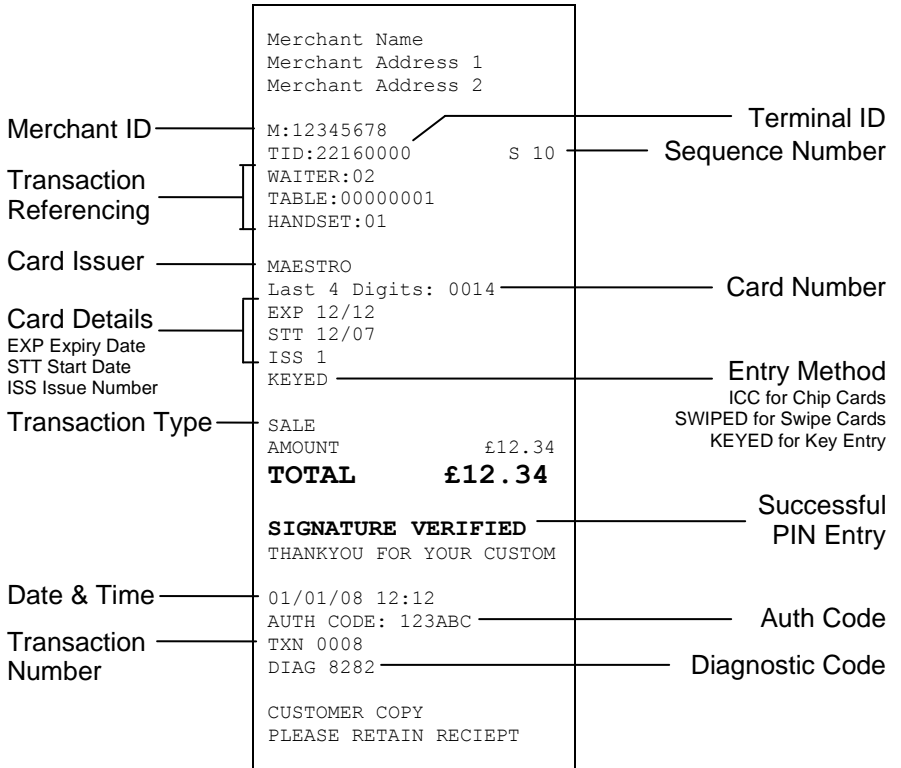 Merchant Name
Merchant Address 1
Merchant Address 2
Merchant ID
M:12345678
Terminal ID
TID:22160000 S 10
Sequence Number
Transaction
Referencing
WAITER:02
TABLE:00000001
HANDSET:01
Card Issuer
MAESTRO
Last 4 Digits: 0014
Card Number
Card Details
EXP Expiry Date
STT Start Date
ISS Issue Number
EXP 12/12
STT 12/07
ISS 1
KEYED
Entry Method
ICC for Chip Cards
SWIPED for Swipe Cards
KEYED for Key Entry
Transaction Type
SALE
AMOUNT £12.34
TOTAL £12.34
SIGNATURE VERIFIED
Successful
PIN Entry
THANKYOU FOR YOUR CUSTOM
Date & Time
01/01/08 12:12
AUTH CODE: 123ABC
Auth Code
Transaction
Number
TXN 0008
DIAG 8282
Diagnostic Code
CUSTOMER COPY
PLEASE RETAIN RECIEPT